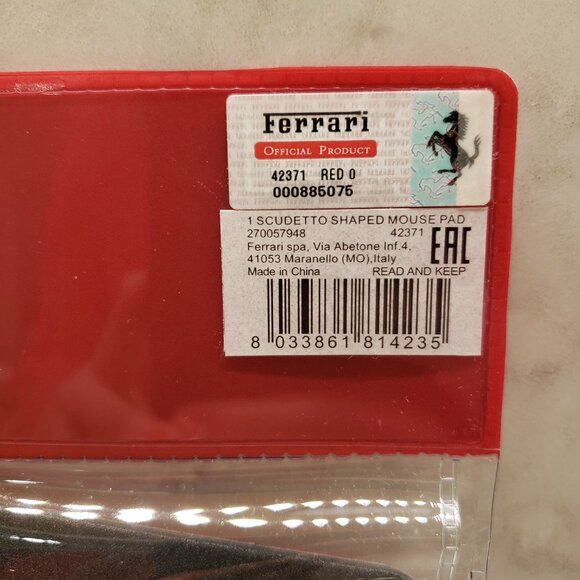 Ferrari
OFFICIAL PRODUCT
42371 RED 0
000885075
1 SCUDETTO SHAPED MOUSE PAD
270057948 42371
Ferrari spa, Via Abetone Inf.4,
41053 Maranello (MO),Italy
EAC
Made in China READ AND KEEP
8 033861 814235